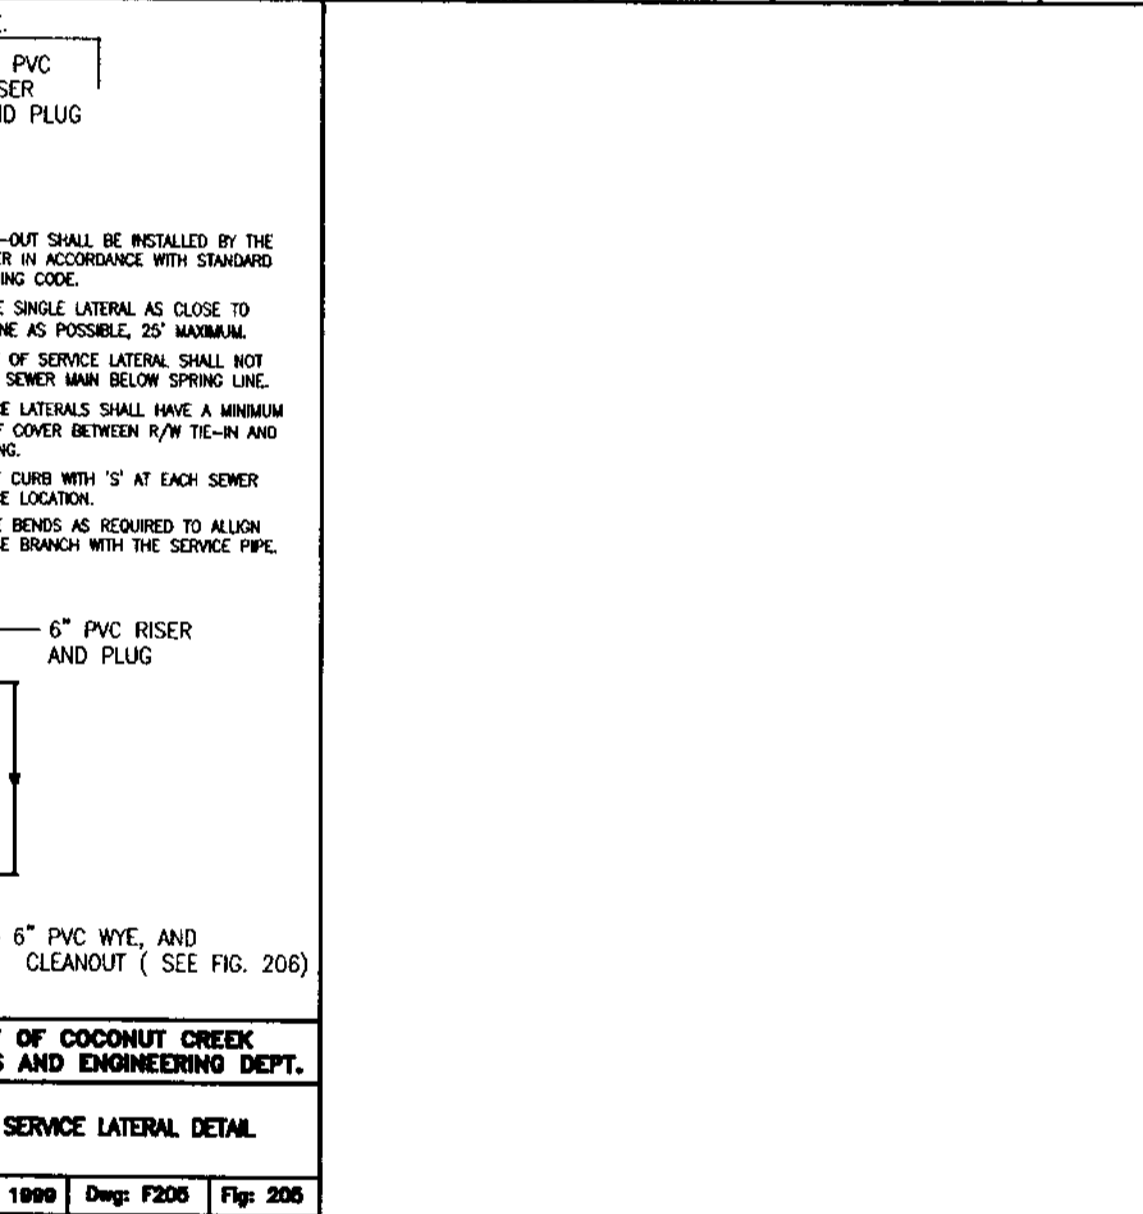 PVC
SER
D PLUG
-OUT SHALL BE INSTALLED BY THE
ER IN ACCORDANCE WITH STANDARD
ING CODE.
E SINGLE LATERAL AS CLOSE TO
NE AS POSSIBLE, 25' MAXIMUM.
OF SERVICE LATERAL SHALL NOT
SEWER MAIN BELOW SPRING LINE.
E LATERALS SHALL HAVE A MINIMUM
F COVER BETWEEN R/W TIE-IN AND
NG.
CURB WITH 'S' AT EACH SEWER
E LOCATION.
E BENDS AS REQUIRED TO ALLIGN
E BRANCH WITH THE SERVICE PIPE.
6" PVC RISER
AND PLUG
6" PVC WYE, AND
CLEANOUT ( SEE FIG. 206)
OF COCONUT CREEK
S AND ENGINEERING DEPT.
SERVICE LATERAL DETAIL
1999 Dwg: F205 Fig: 205